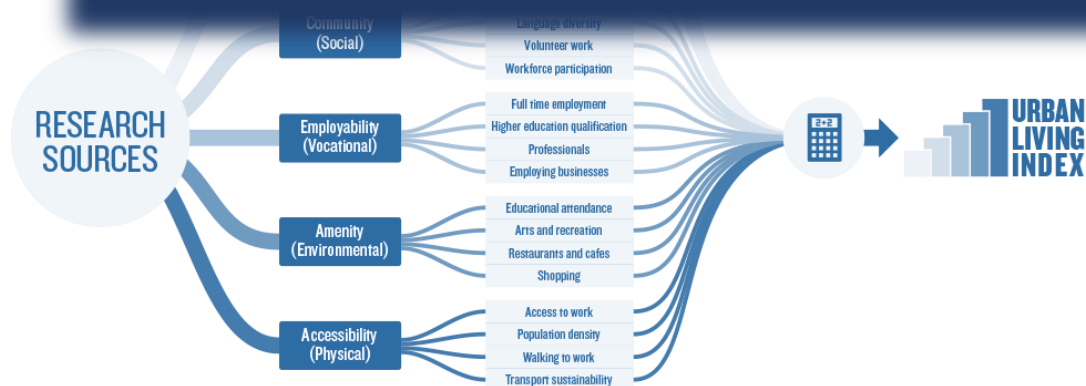 Community
(Social)
Language diversity
Volunteer work
Workforce participation
RESEARCH
SOURCES
Employability
(Vocational)
Full time employment
Higher education qualification
Professionals
Employing businesses
Amenity
(Environmental)
Educational attendance
Arts and recreation
Restaurants and cafes
Shopping
Accessibility
(Physical)
Access to work
Population density
Walking to work
Transport sustainability
2+2
URBAN
LIVING
INDEX